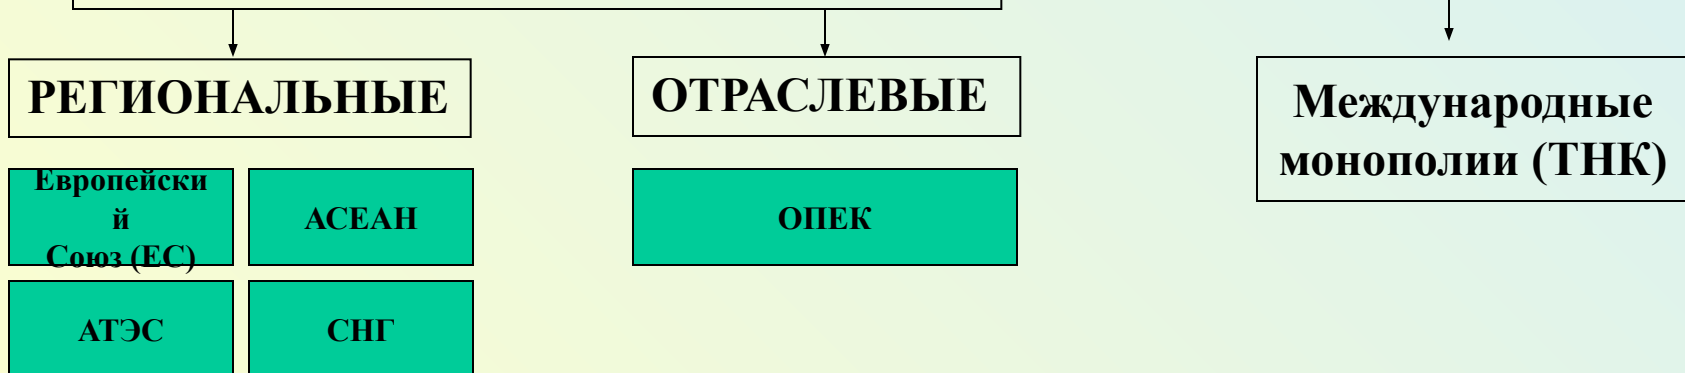 РЕГИОНАЛЬНЫЕ
ОТРАСЛЕВЫЕ
Международные
монополии (ТНК)
Европейски
й
Союз (ЕС)
АСЕАН
ОПЕК
АТЭС
СНГ